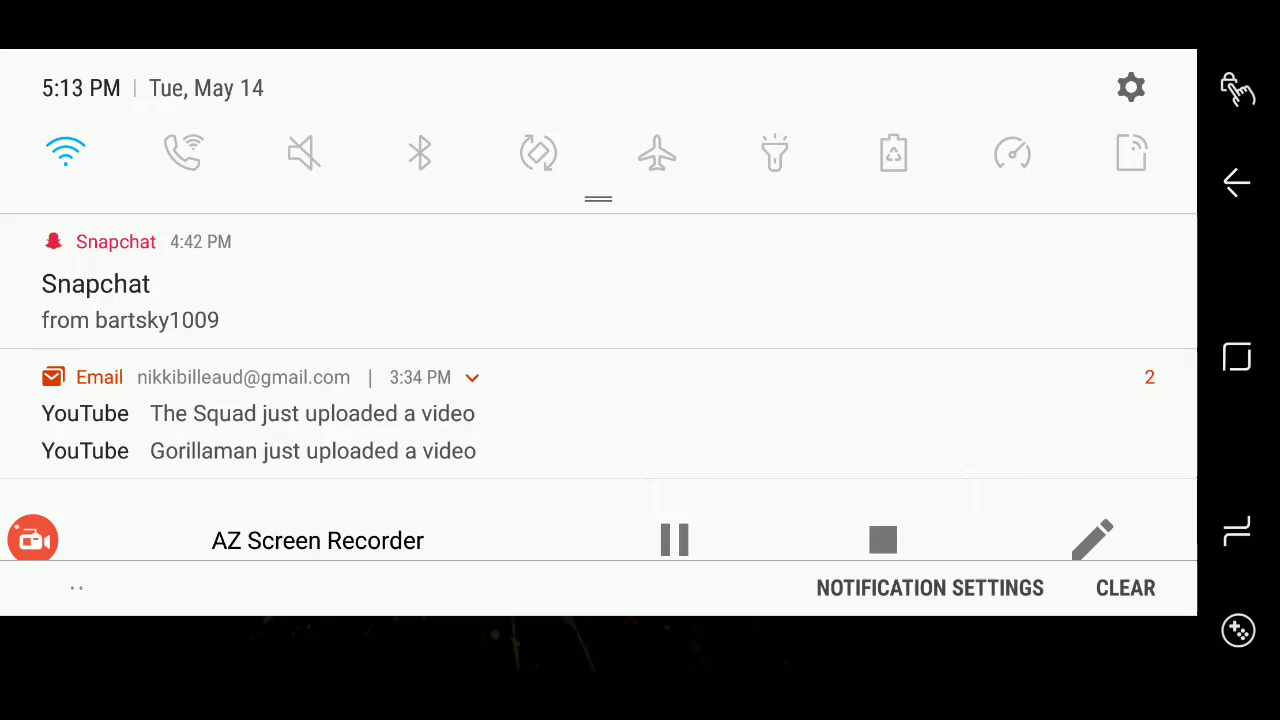 5:13 PM | Tue, May 14
Snapchat 4:42 PM
Snapchat
from bartsky1009
Email nikkibilleaud@gmail.com | 3:34 PM 2
YouTube The Squad just uploaded a video
YouTube Gorillaman just uploaded a video
AZ Screen Recorder
NOTIFICATION SETTINGS CLEAR